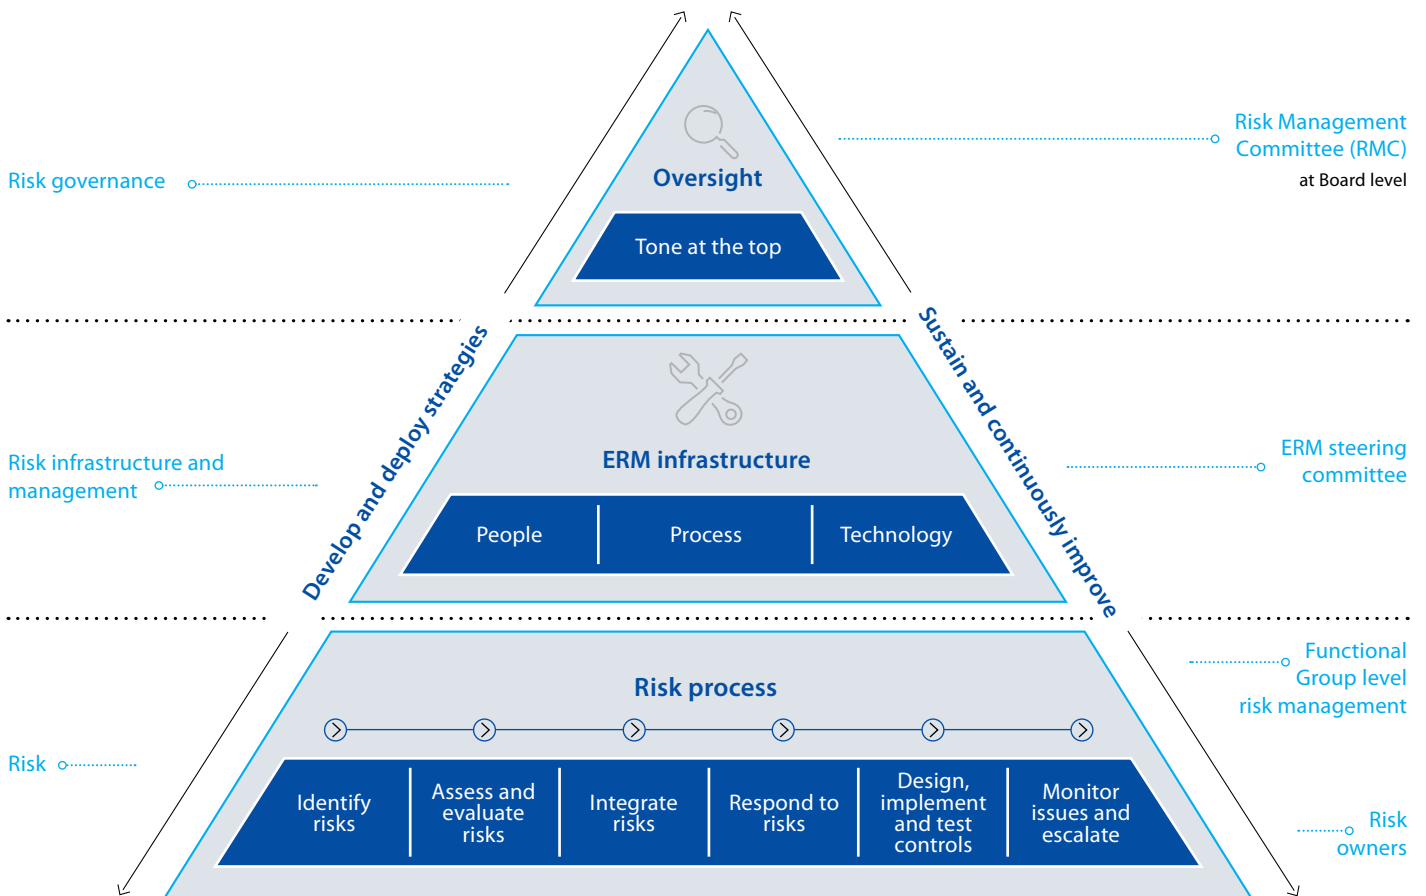 Risk Management
Committee (RMC)
at Board level
Risk governance
Oversight
Tone at the top
Develop and deploy strategies
Sustain and continuously improve
Risk infrastructure and
management
ERM infrastructure
People
Process
Technology
ERM steering
committee
Functional
Group level
risk management
Risk process
Risk
Identify
risks
Assess and
evaluate
risks
Integrate
risks
Respond to
risks
Design,
implement
and test
controls
Monitor
issues and
escalate
Risk
owners